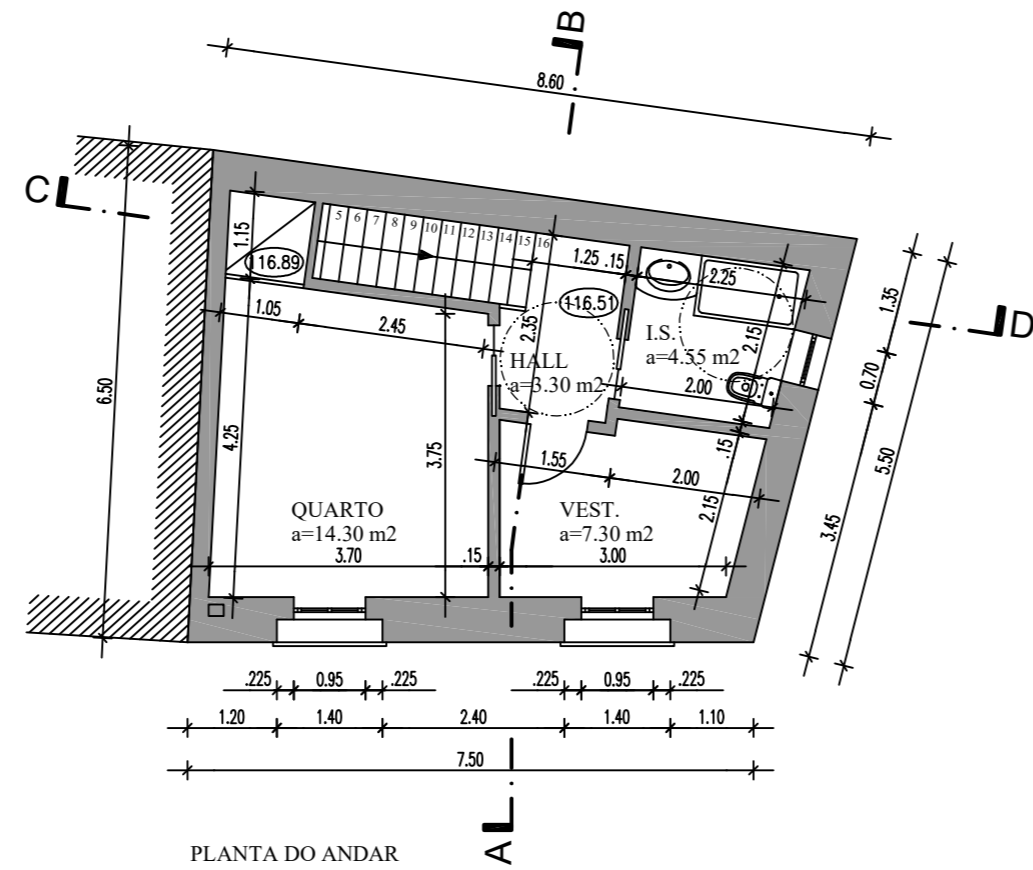 B
8.60
C
6.50
1.15
116.89
5 6 7 8 9 10 11 12 13 14 15 16
1.25 .15
2.25
116.51
1.05
2.45
2.35
HALL
a=3.30 m2
I.S.
a=4.55 m2
2.15
2.00
1.35
D
0.70
5.50
3.45
4.25
3.75
1.55
2.00
.15
2.15
QUARTO
a=14.30 m2
VEST.
a=7.30 m2
3.70 .15 3.00
.225 0.95 .225 .225 0.95 .225
1.20 1.40 2.40 1.40 1.10
7.50
A
PLANTA DO ANDAR